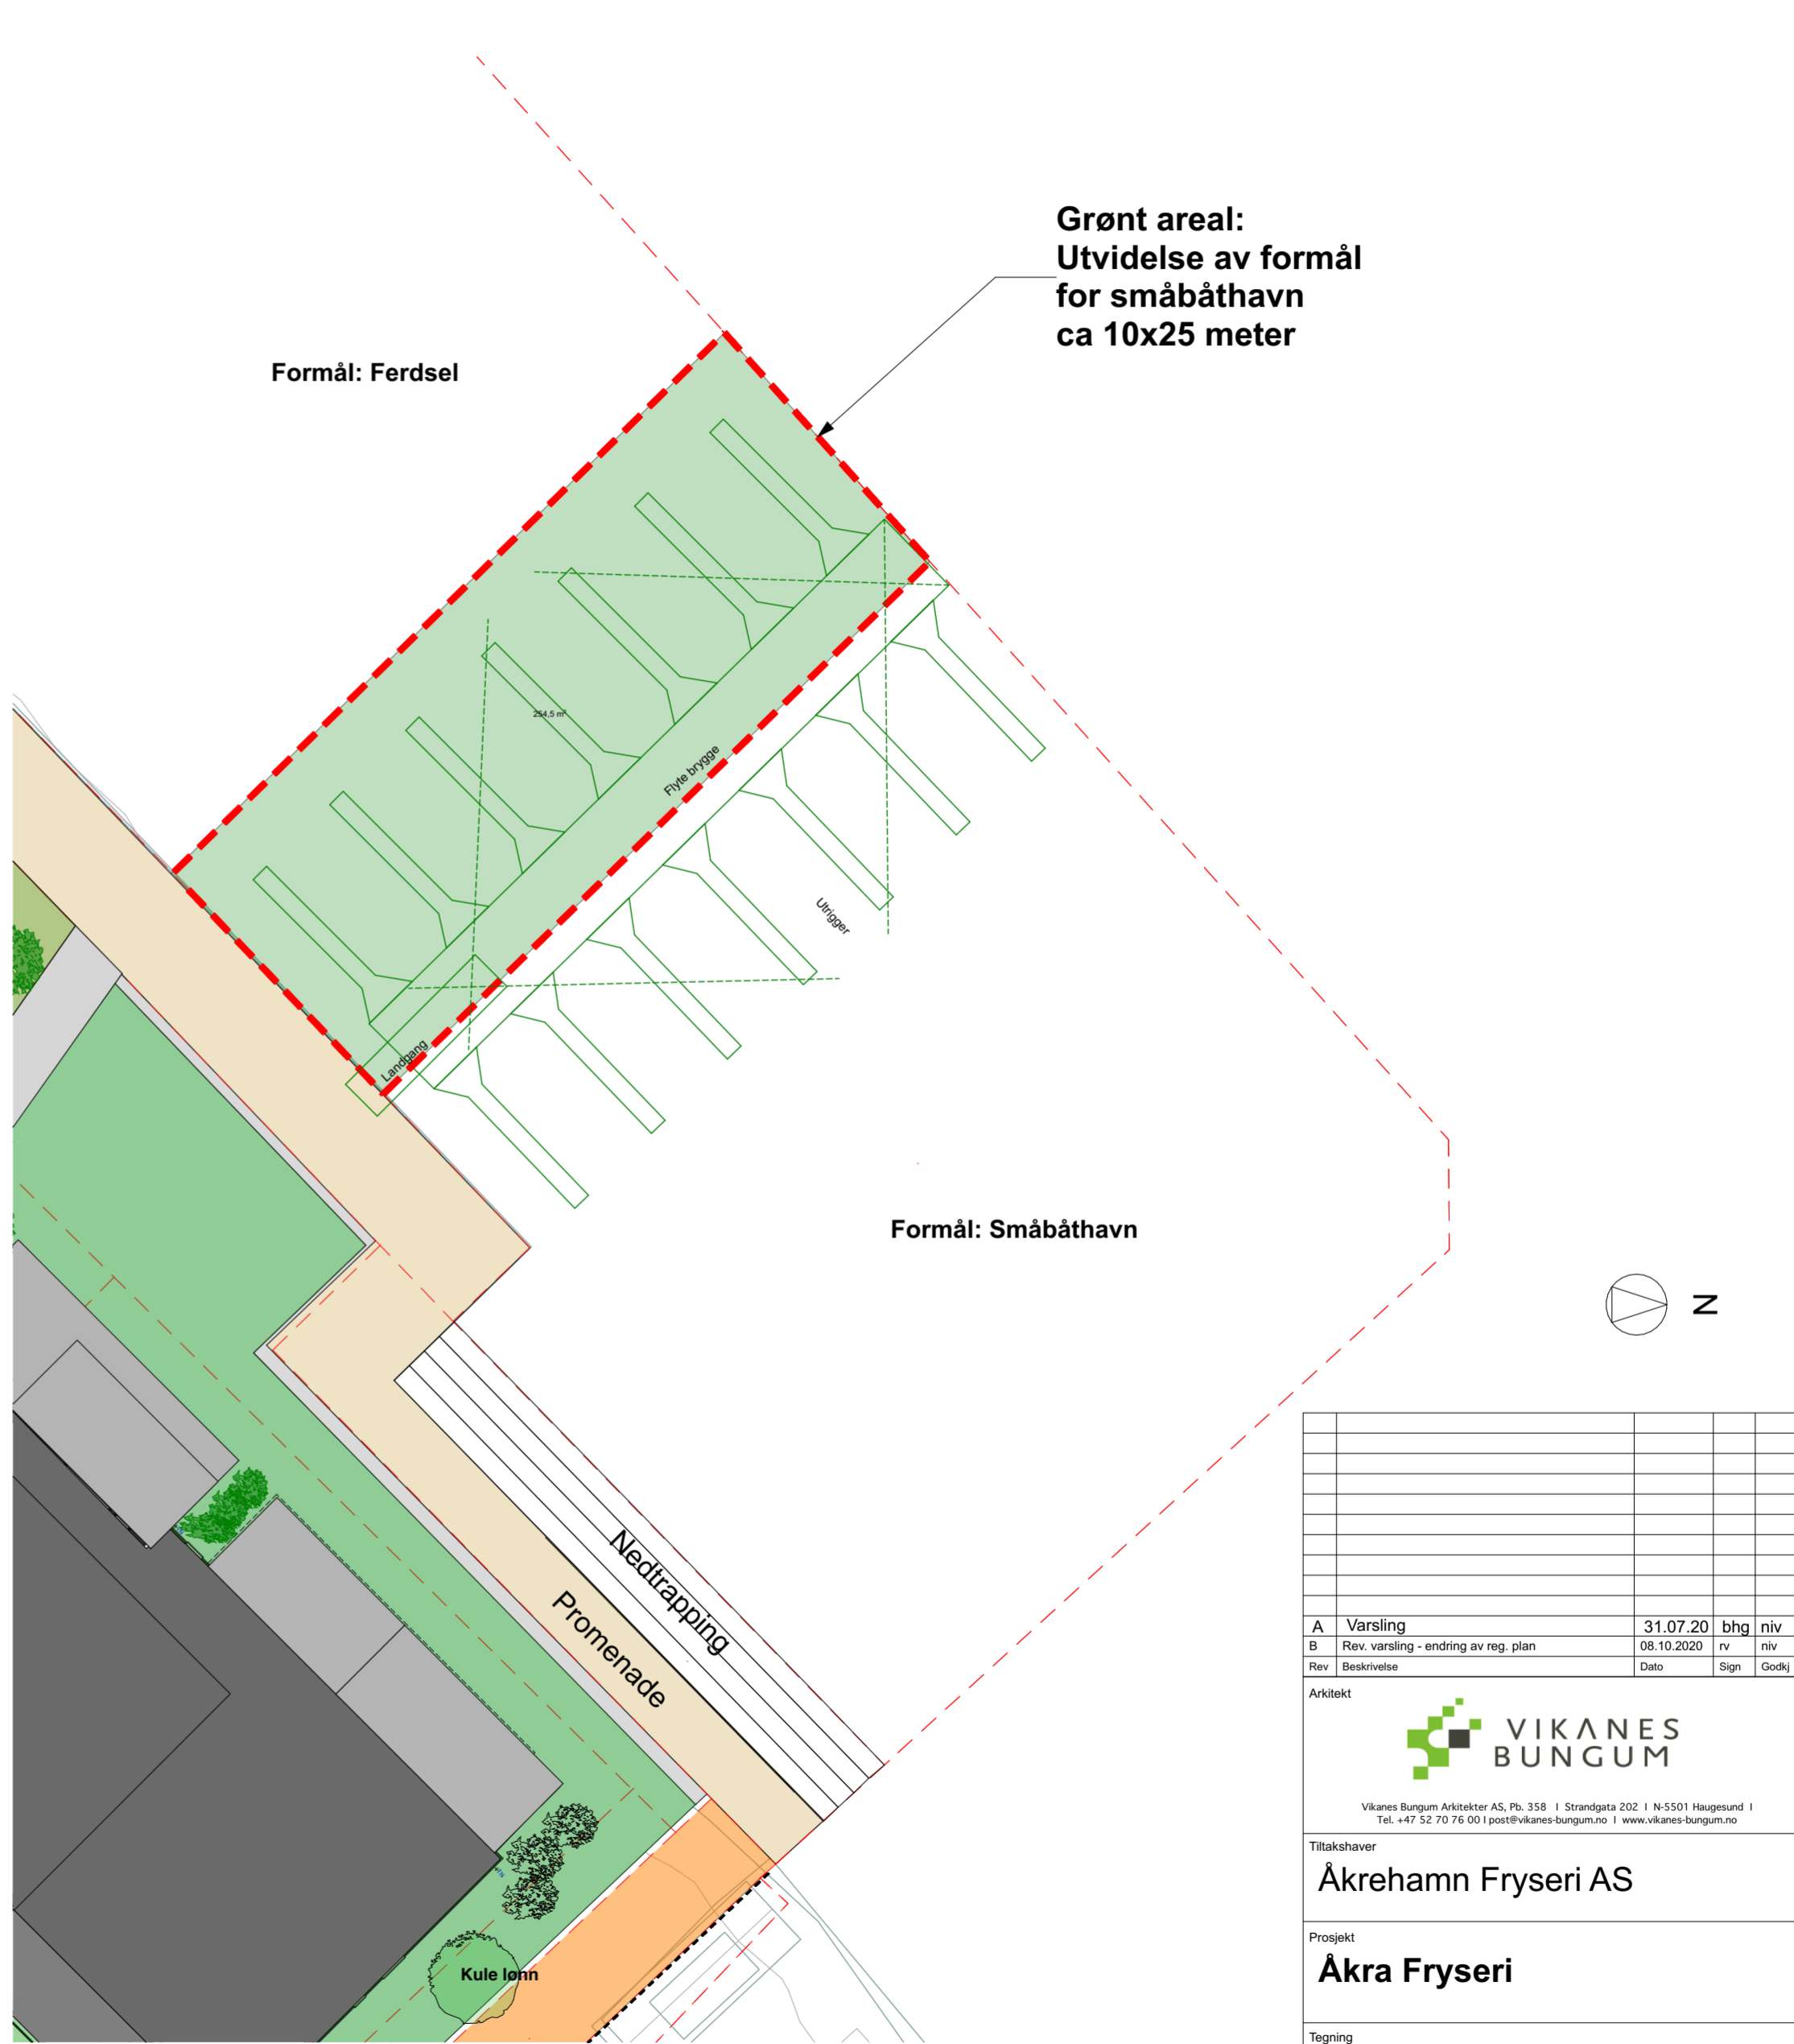 Grønt areal:
Utvidelse av formål
for småbåthavn
ca 10x25 meter
Formål: Ferdsel
254,5 m²
Flyte brygge
Utrigger
Landgang
Formål: Småbåthavn
N
Nedtrapping
Promenade
Kule lønn
A Varsling 31.07.20 bhg niv
B Rev. varsling - endring av reg. plan 08.10.2020 rv niv
Rev Beskrivelse Dato Sign Godkj
Arkitekt
VIKANES
BUNGUM
Vikanes Bungum Arkitekter AS, Pb. 358 I Strandgata 202 I N-5501 Haugesund I
Tel. +47 52 70 76 00 I post@vikanes-bungum.no I www.vikanes-bungum.no
Tiltakshaver
Åkrehamn Fryseri AS
Prosjekt
Åkra Fryseri
Tegning